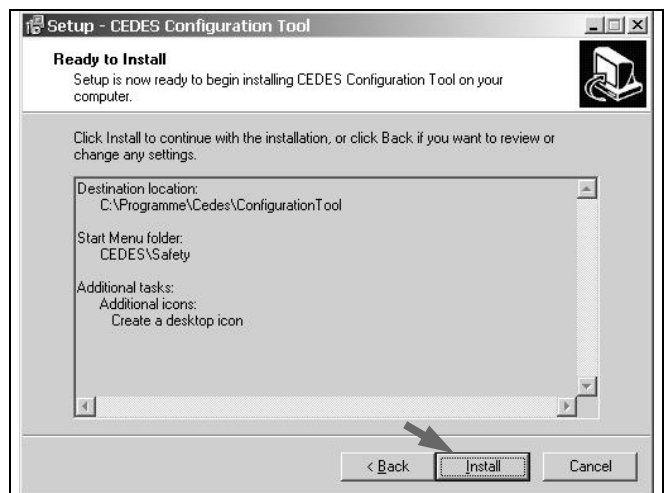 Setup - CEDES Configuration Tool
Ready to Install
Setup is now ready to begin installing CEDES Configuration Tool on your
computer.
Click Install to continue with the installation, or click Back if you want to review or
change any settings.
Destination location:
C:\Programme\Cedes\ConfigurationTool
Start Menu folder:
CEDES\Safety
Additional tasks:
Additional icons:
Create a desktop icon
< Back
Install
Cancel